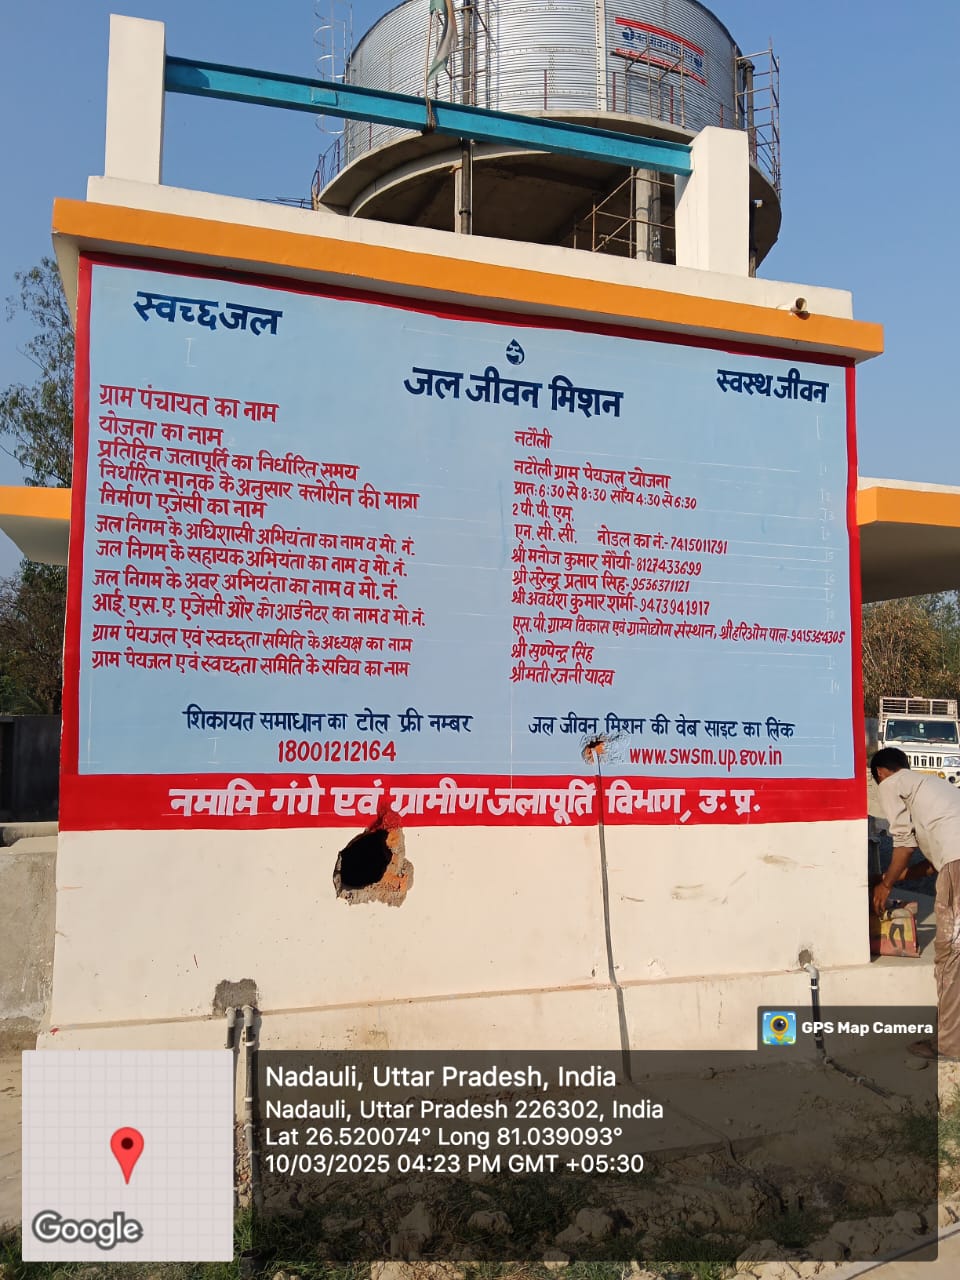 जल जीवन मिशन
स्वच्छ जल
जल जीवन मिशन
स्वस्थ जीवन
ग्राम पंचायत का नाम
नटौली
योजना का नाम
नटौली ग्राम पेयजल योजना
प्रतिदिन जलापूर्ति का निर्धारित समय
प्रातः 6:30 से 8:30 सांय 4:30 से 6:30
निर्धारित मानक के अनुसार क्लोरीन की मात्रा
2 पी. पी. एम.
निर्माण एजेंसी का नाम
एन. सी. सी. नोडल का नं:- 7415011791
जल निगम के अधिशासी अभियंता का नाम व मो. नं.
श्री मनोज कुमार मौर्या- 8127433699
जल निगम के सहायक अभियंता का नाम व मो. नं.
श्री सुरेन्द्र प्रताप सिंह- 9536371121
जल निगम के अवर अभियंता का नाम व मो. नं.
श्री अवधेश कुमार शर्मा- 9473941917
आई. एस. ए. एजेंसी और कोआर्डनेटर का नाम व मो. नं.
एस. पी. ग्राम्य विकास एवं ग्रामोद्योग संस्थान, श्री हरिओम पाल- 9415364305
ग्राम पेयजल एवं स्वच्छता समिति के अध्यक्ष का नाम
श्री सुष्पेन्द्र सिंह
ग्राम पेयजल एवं स्वच्छता समिति के सचिव का नाम
श्रीमती रजनी यादव
शिकायत समाधान का टोल फ्री नम्बर
18001212164
जल जीवन मिशन की वेब साइट का लिंक
www.swsm.up.gov.in
नमामि गंगे एवं ग्रामीण जलापूर्ति विभाग, उ. प्र.
GPS Map Camera
Nadauli, Uttar Pradesh, India
Nadauli, Uttar Pradesh 226302, India
Lat 26.520074° Long 81.039093°
10/03/2025 04:23 PM GMT +05:30
Google